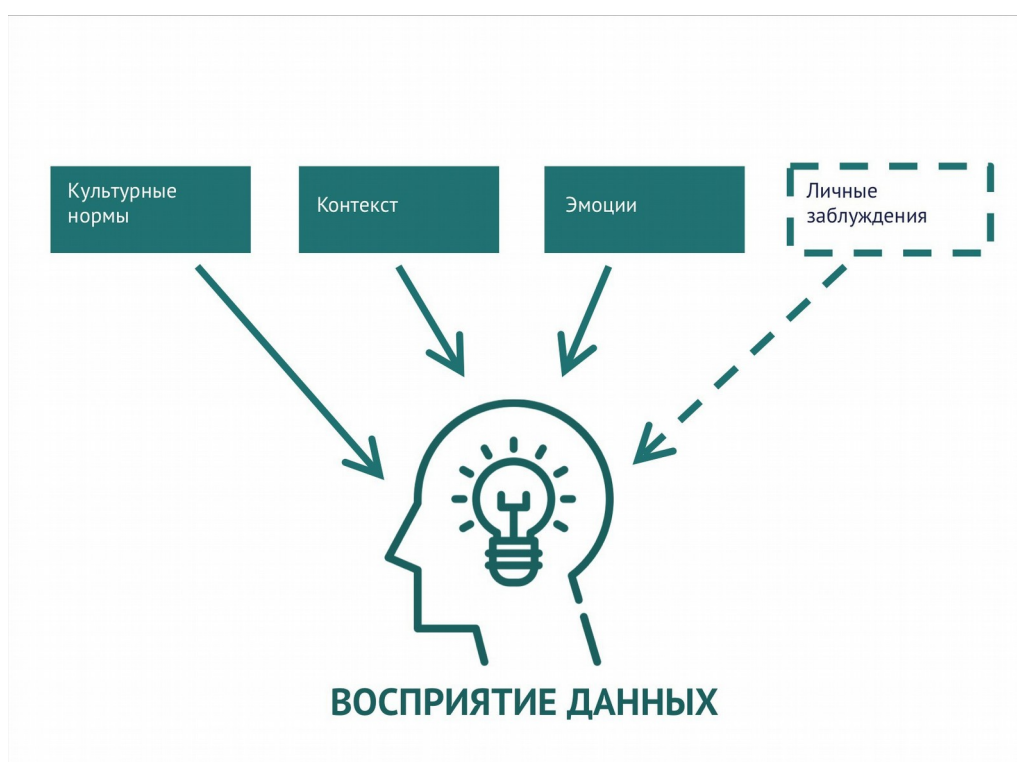 Культурные
нормы
Контекст
Эмоции
Личные
заблуждения
ВОСПРИЯТИЕ ДАННЫХ